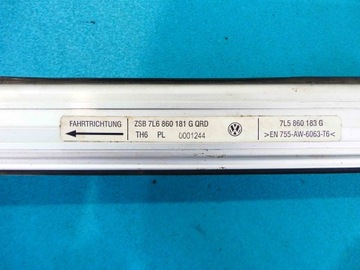 FAHRTRICHTUNG
ZSB 7L6 860 181 G QRD
TH6 PL 0001244
7L5 860 183 G
>EN 755-AW-6063-T6<